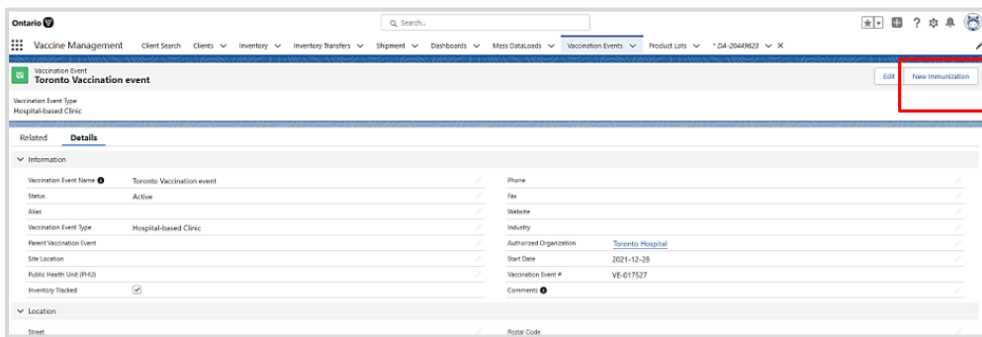 Ontario
Search...
Vaccine Management Client Search Clients Inventory Inventory Transfers Shipment Dashboards Mass DataLoads Vaccination Events Product Lots * DA-20449623
Vaccination Event
Toronto Vaccination event
Edit New Immunization
Vaccination Event Type
Hospital-based Clinic
Related Details
Information
Vaccination Event Name Toronto Vaccination event Phone
Status Active Fax
Alias Website
Vaccination Event Type Hospital-based Clinic Industry
Parent Vaccination Event Authorized Organization Toronto Hospital
Site Location Start Date 2021-12-28
Public Health Unit (PHU) Vaccination Event # VE-017527
Inventory Tracked Comments
Location
Street Postal Code